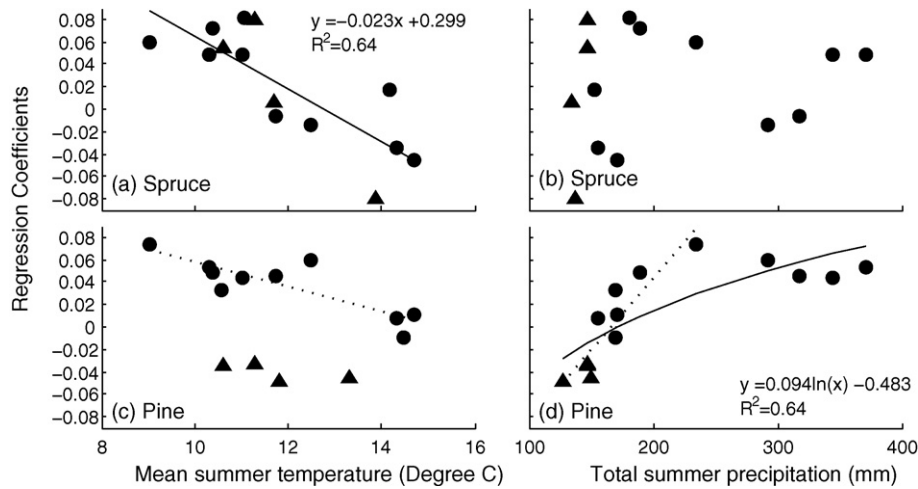 Regression Coefficients
0.08
0.06
0.04
0.02
0
−0.02
−0.04
−0.06
−0.08
y =−0.023x +0.299
R²=0.64
(a) Spruce
(b) Spruce
0.08
0.06
0.04
0.02
0
−0.02
−0.04
−0.06
−0.08
(c) Pine
8 10 12 14 16
Mean summer temperature (Degree C)
y =0.094ln(x) −0.483
R²=0.64
(d) Pine
100 200 300 400
Total summer precipitation (mm)